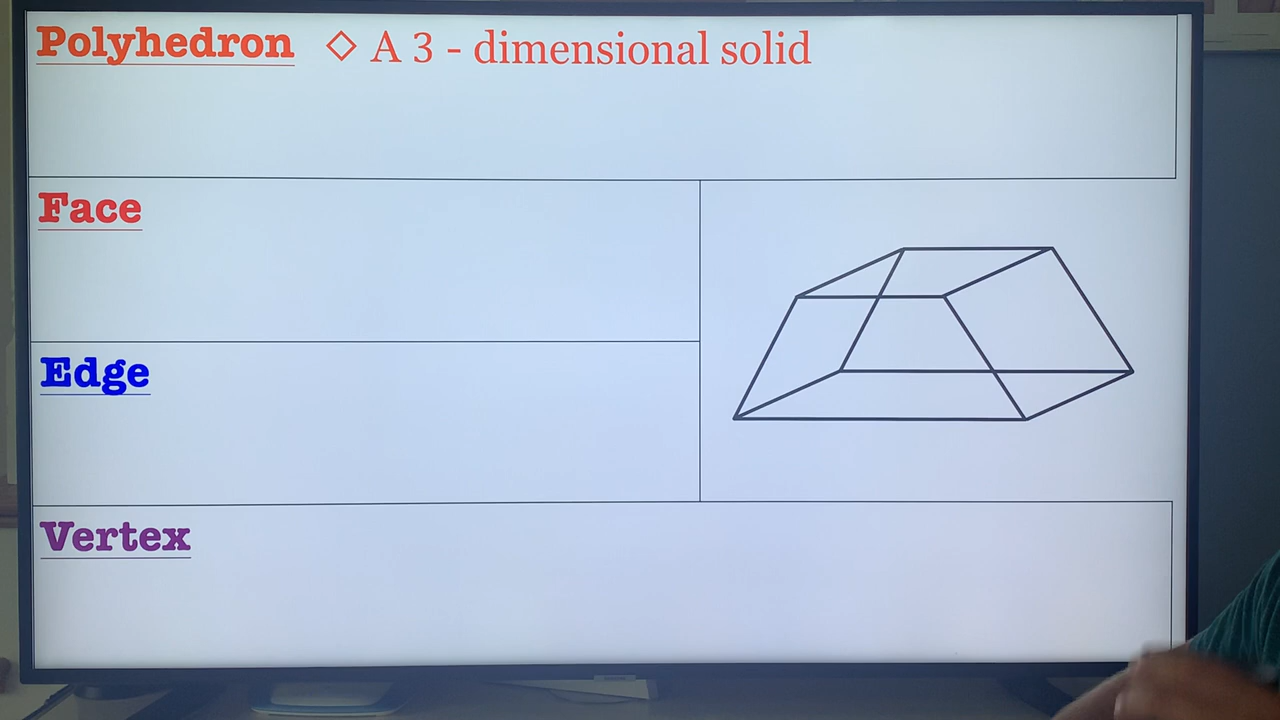 Polyhedron ◇ A 3 - dimensional solid
Face
Edge
Vertex